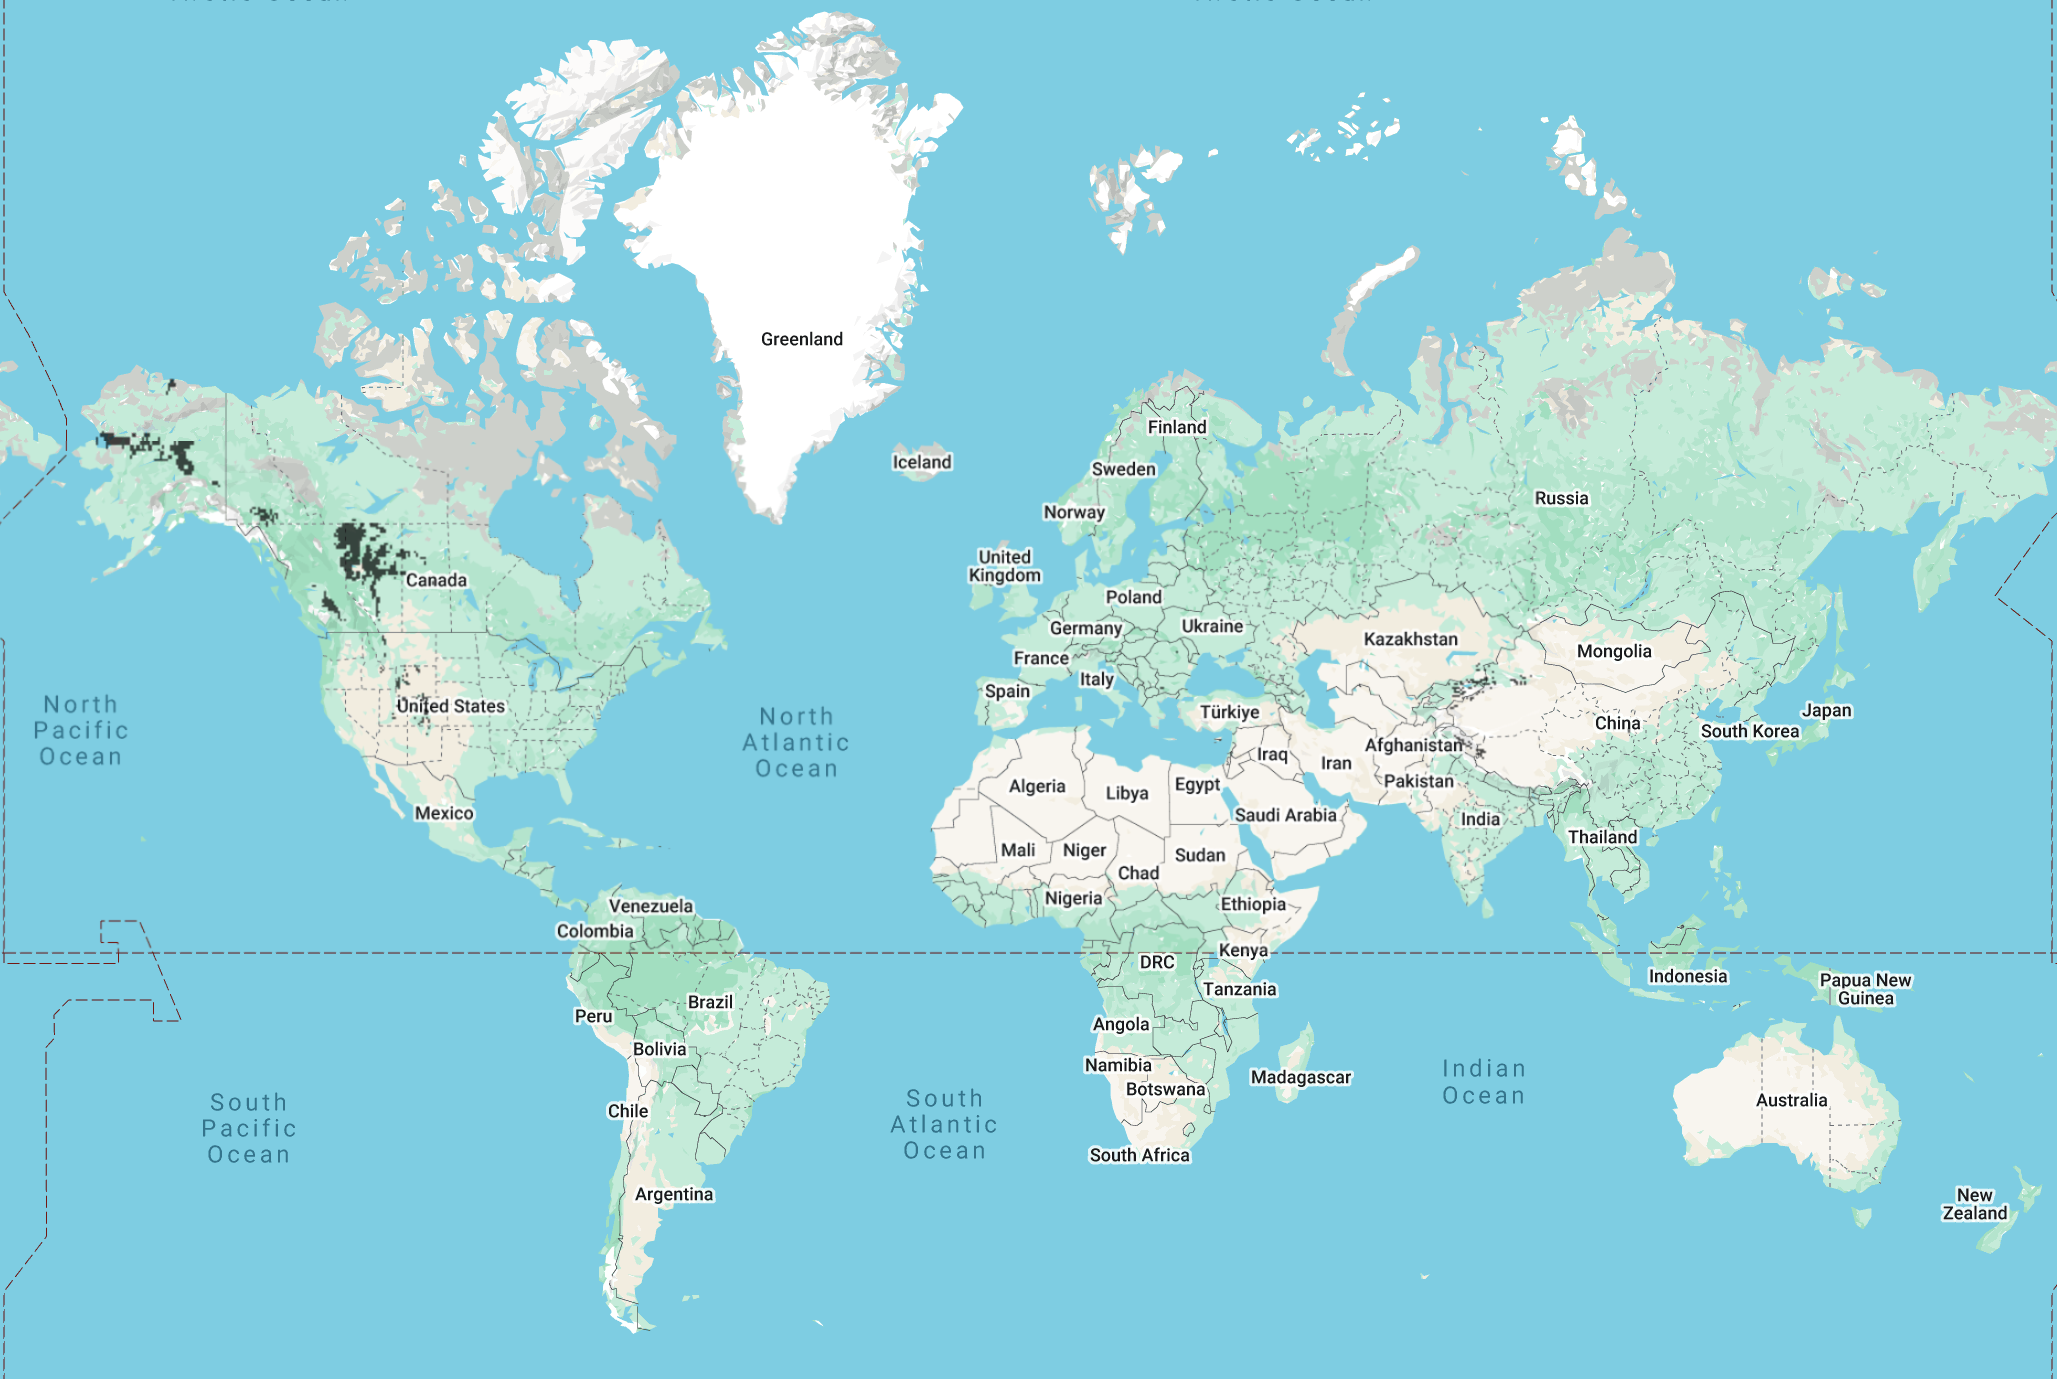 Arctic Ocean
Arctic Ocean
Greenland
Finland
Iceland
Sweden
Russia
Norway
United
Kingdom
Canada
Poland
Germany
Ukraine
Kazakhstan
Mongolia
France
Italy
Spain
United States
Türkiye
China
Japan
South Korea
North
Pacific
Ocean
North
Atlantic
Ocean
Afghanistan
Iraq
Iran
Algeria
Libya
Egypt
Pakistan
Mexico
Saudi Arabia
India
Thailand
Mali
Niger
Sudan
Chad
Nigeria
Ethiopia
Venezuela
Colombia
Kenya
DRC
Indonesia
Papua New
Guinea
Tanzania
Brazil
Peru
Angola
Bolivia
Namibia
Botswana
Madagascar
Indian
Ocean
Australia
Chile
South
Pacific
Ocean
South
Atlantic
Ocean
South Africa
Argentina
New
Zealand